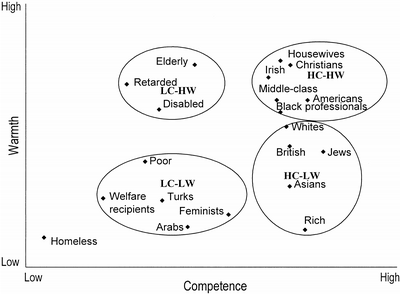 High
Housewives
Elderly
Christians
Irish
HC-HW
Retarded
LC-HW
Middle-class
Disabled
Americans
Black professionals
Warmth
Whites
British
Jews
Poor
LC-LW
HC-LW
Asians
Welfare
recipients
Turks
Feminists
Rich
Arabs
Homeless
Low
Low
High
Competence